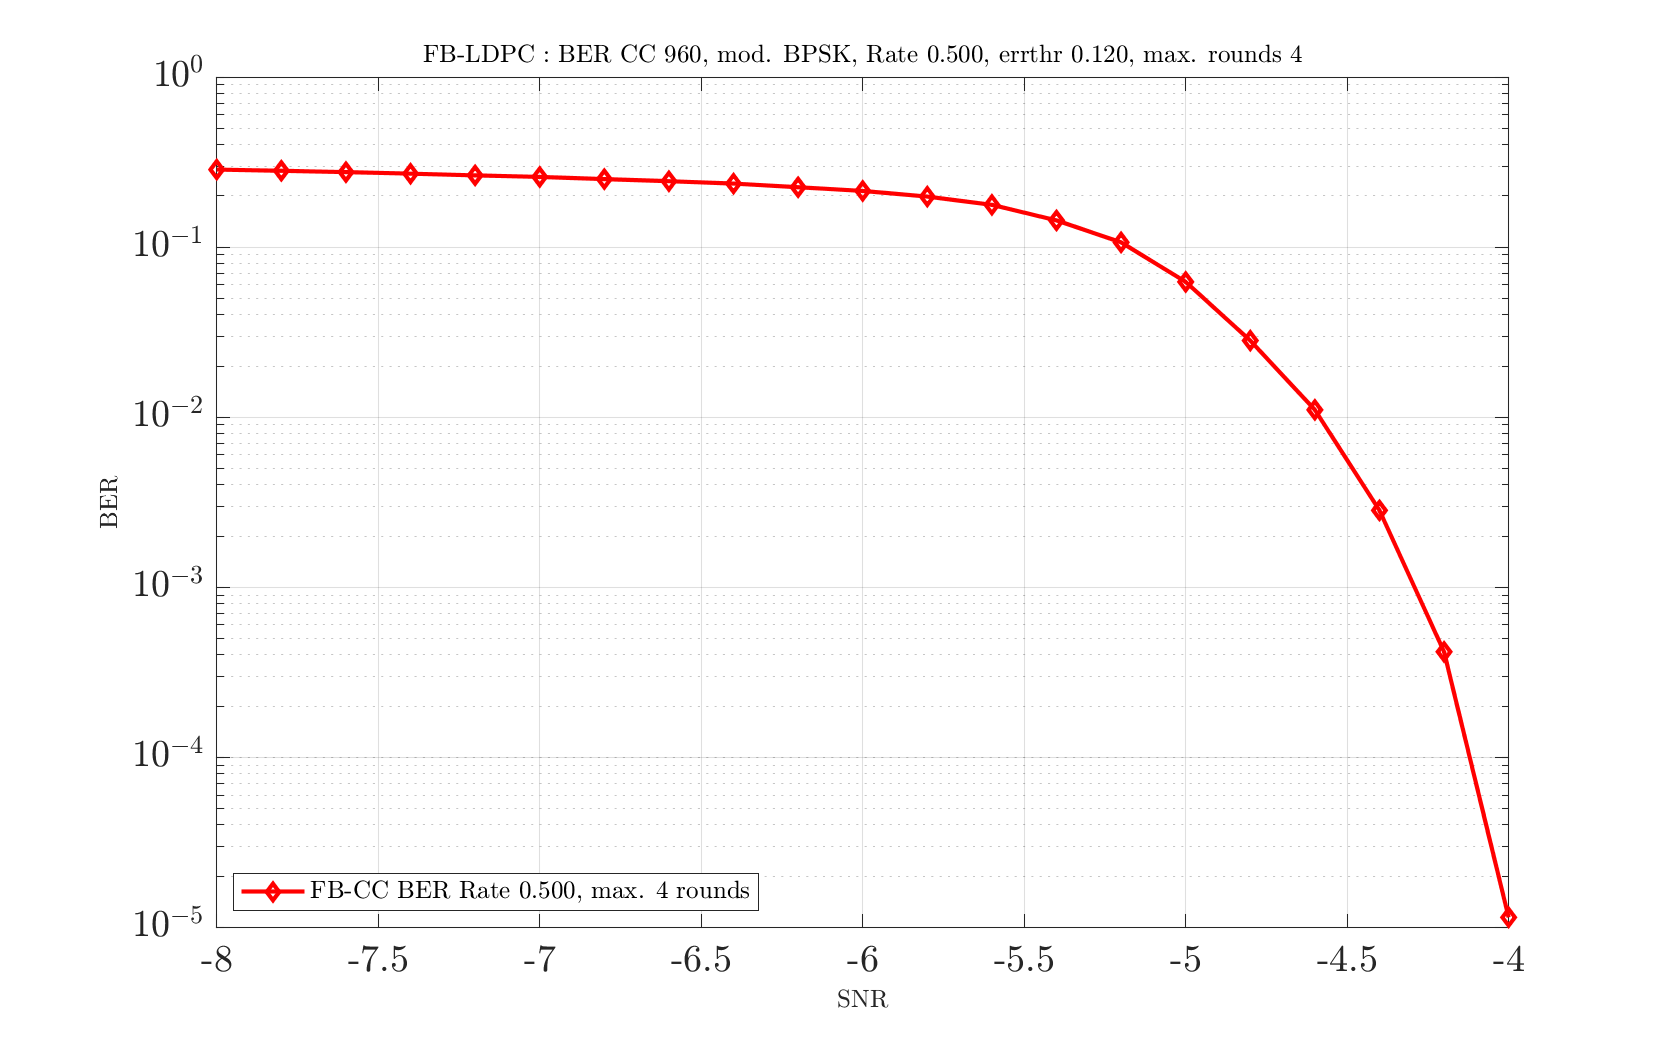 FB-LDPC : BER CC 960, mod. BPSK, Rate 0.500, errthr 0.120, max. rounds 4
10^0
10^-1
10^-2
10^-3
10^-4
10^-5
BER
FB-CC BER Rate 0.500, max. 4 rounds
-8 -7.5 -7 -6.5 -6 -5.5 -5 -4.5 -4
SNR